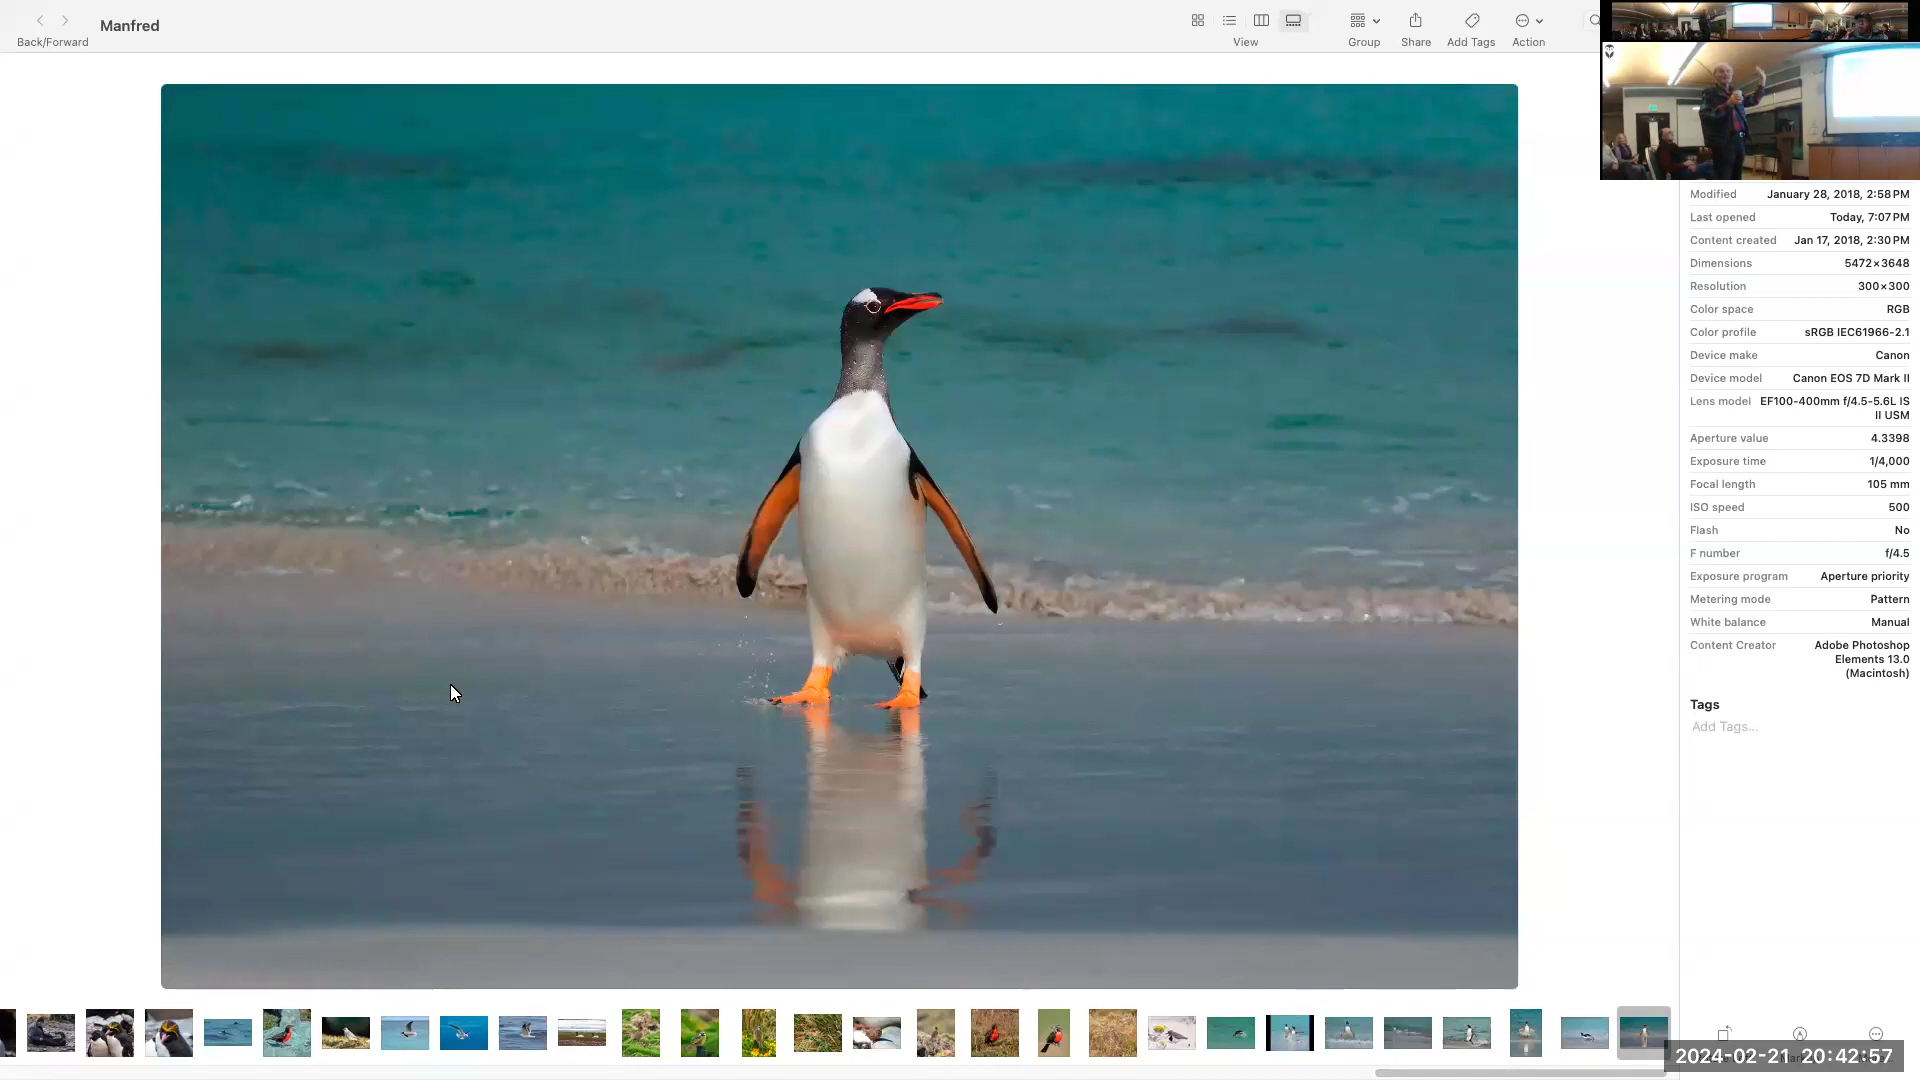 Manfred
Back/Forward
View
Group
Share
Add Tags
Action
Modified January 28, 2018, 2:58 PM
Last opened Today, 7:07 PM
Content created Jan 17, 2018, 2:30 PM
Dimensions 5472×3648
Resolution 300×300
Color space RGB
Color profile sRGB IEC61966-2.1
Device make Canon
Device model Canon EOS 7D Mark II
Lens model EF100-400mm f/4.5-5.6L IS
II USM
Aperture value 4.3398
Exposure time 1/4,000
Focal length 105 mm
ISO speed 500
Flash No
F number f/4.5
Exposure program Aperture priority
Metering mode Pattern
White balance Manual
Content Creator Adobe Photoshop
Elements 13.0
(Macintosh)
Tags
Add Tags...
2024-02-21 20:42:57